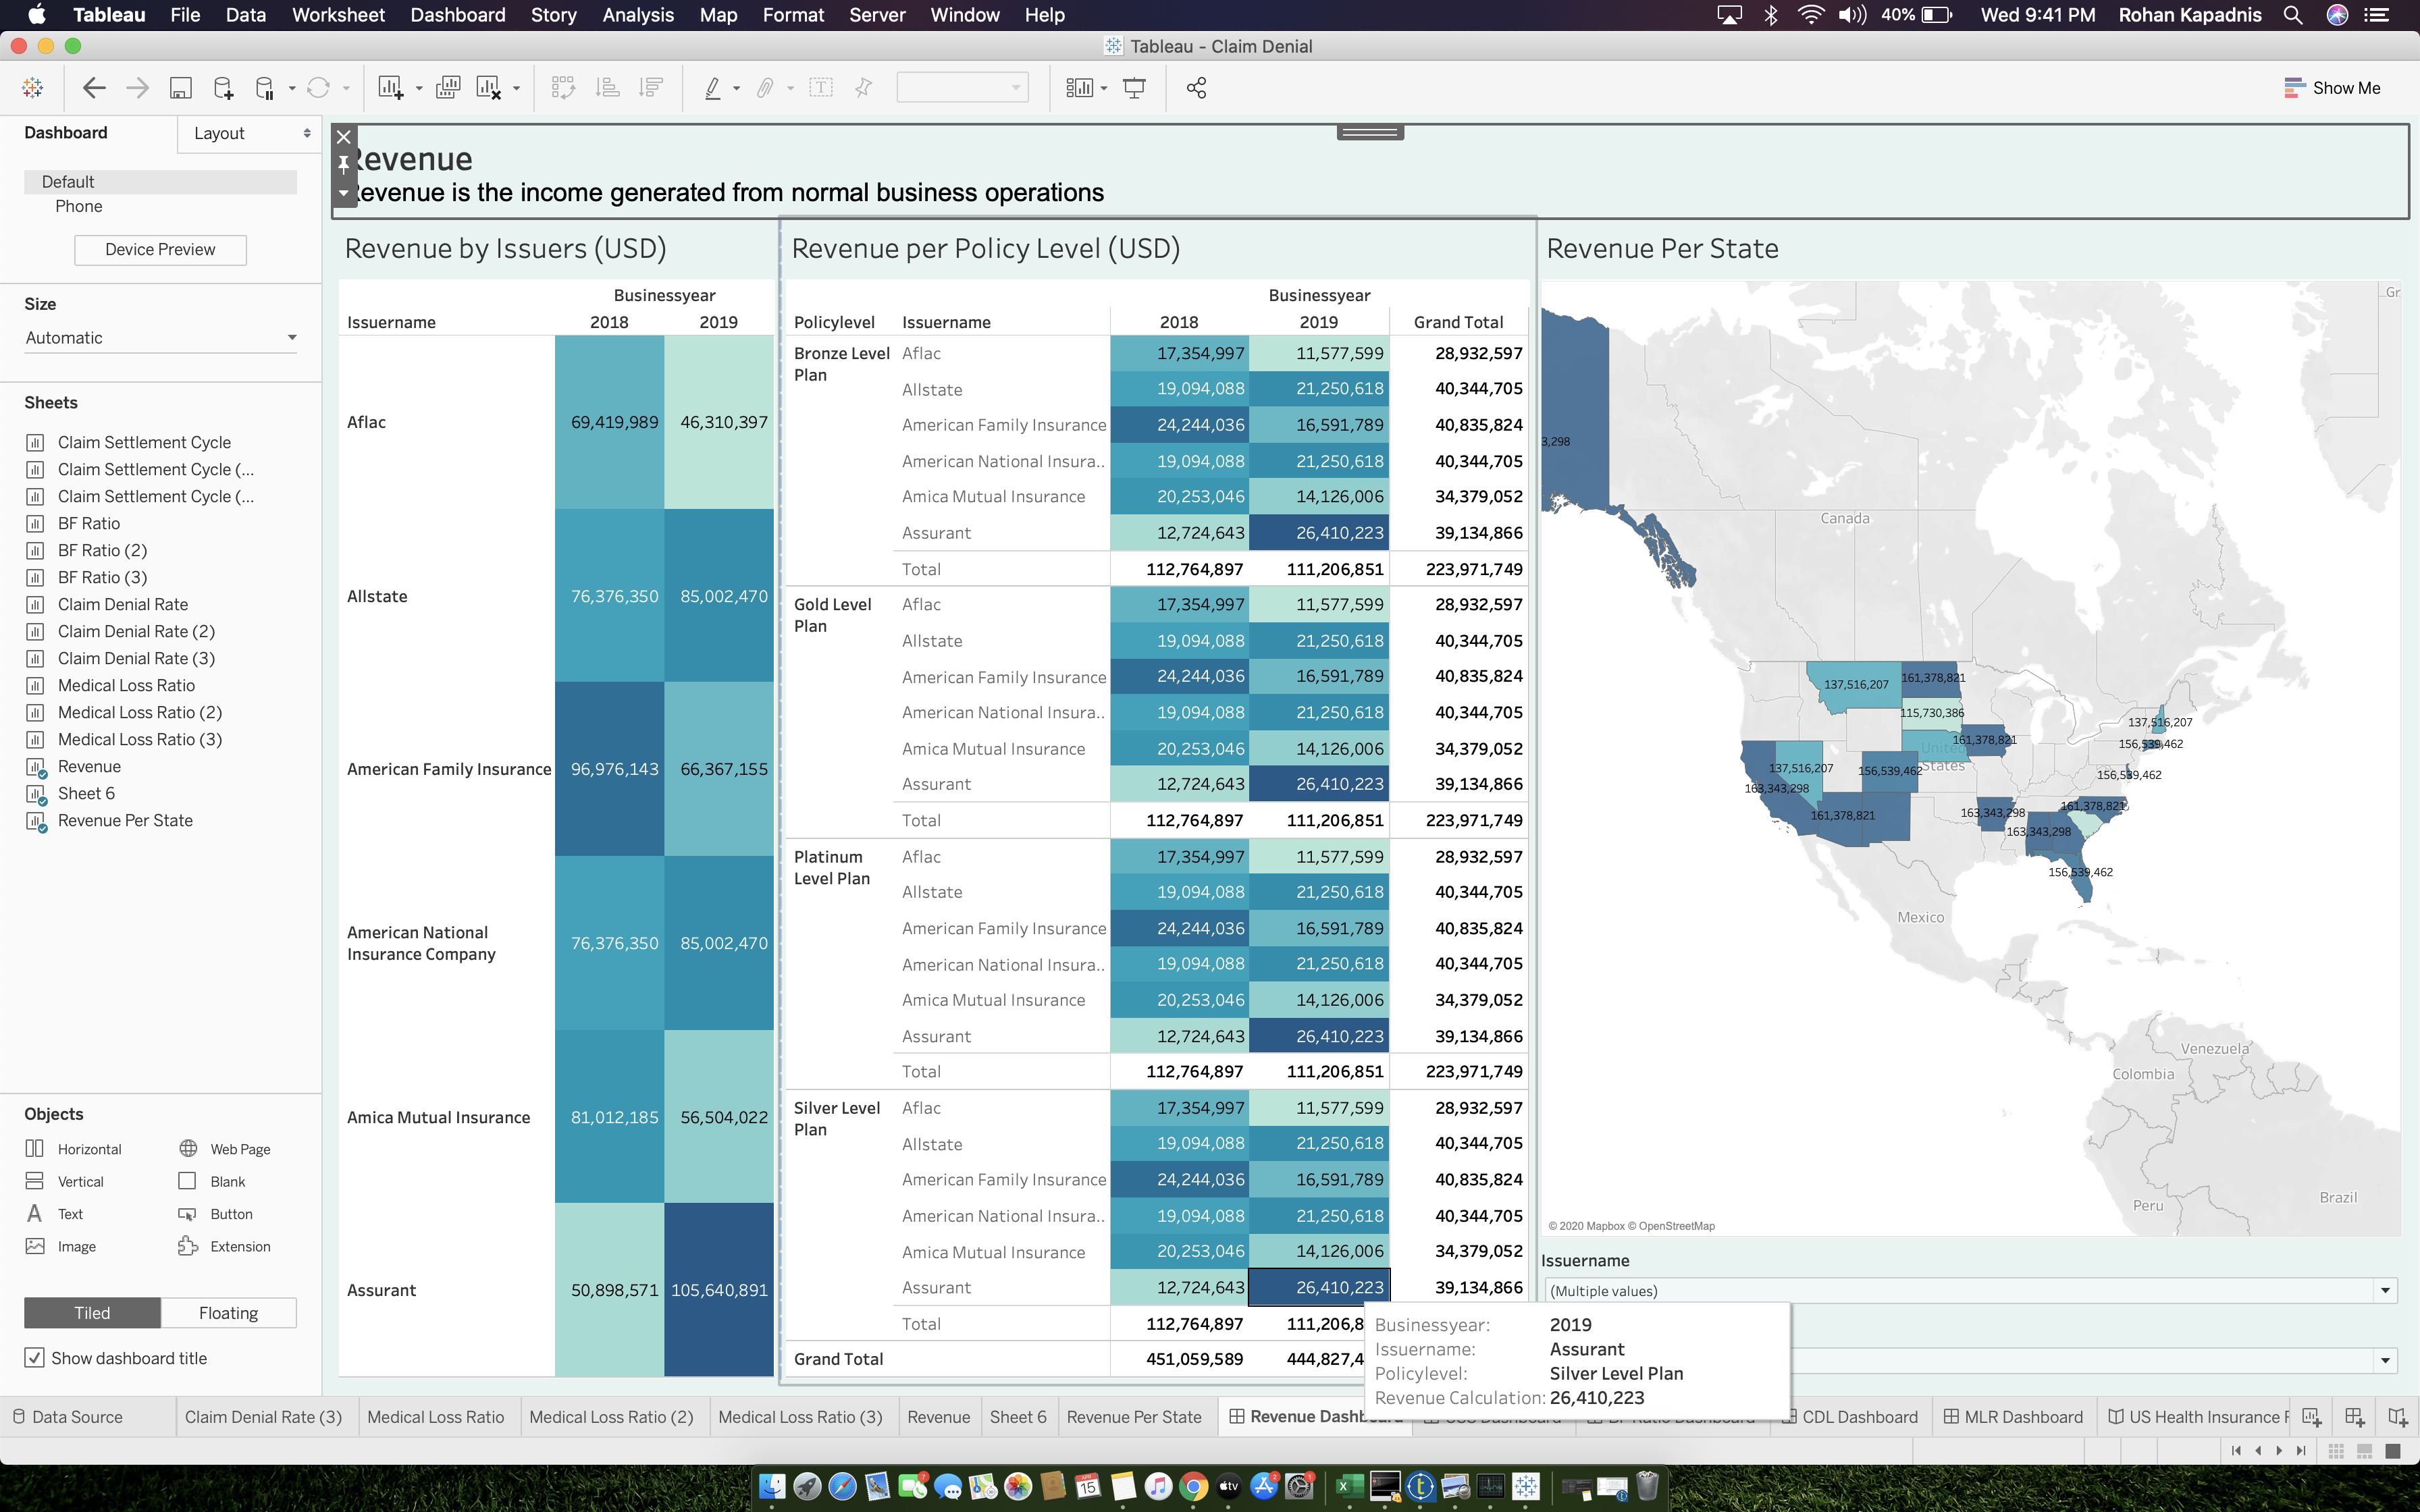 Tableau File Data Worksheet Dashboard Story Analysis Map Format Server Window Help 40% Wed 9:41 PM Rohan Kapadnis
Tableau - Claim Denial
Show Me
Dashboard Layout
Default
Phone
Device Preview
Size
Automatic
Sheets
Claim Settlement Cycle
Claim Settlement Cycle (...
Claim Settlement Cycle (...
BF Ratio
BF Ratio (2)
BF Ratio (3)
Claim Denial Rate
Claim Denial Rate (2)
Claim Denial Rate (3)
Medical Loss Ratio
Medical Loss Ratio (2)
Medical Loss Ratio (3)
Revenue
Sheet 6
Revenue Per State
Objects
Horizontal Web Page
Vertical Blank
Text Button
Image Extension
Tiled Floating
Show dashboard title
Revenue
Revenue is the income generated from normal business operations
Revenue by Issuers (USD)
Businessyear
Issuername 2018 2019
Aflac 69,419,989 46,310,397
Allstate 76,376,350 85,002,470
American Family Insurance 96,976,143 66,367,155
American National
Insurance Company 76,376,350 85,002,470
Amica Mutual Insurance 81,012,185 56,504,022
Assurant 50,898,571 105,640,891
Revenue per Policy Level (USD)
Businessyear
Policylevel Issuername 2018 2019 Grand Total
Bronze Level
Plan
Aflac 17,354,997 11,577,599 28,932,597
Allstate 19,094,088 21,250,618 40,344,705
American Family Insurance 24,244,036 16,591,789 40,835,824
American National Insura.. 19,094,088 21,250,618 40,344,705
Amica Mutual Insurance 20,253,046 14,126,006 34,379,052
Assurant 12,724,643 26,410,223 39,134,866
Total 112,764,897 111,206,851 223,971,749
Gold Level
Plan
Aflac 17,354,997 11,577,599 28,932,597
Allstate 19,094,088 21,250,618 40,344,705
American Family Insurance 24,244,036 16,591,789 40,835,824
American National Insura.. 19,094,088 21,250,618 40,344,705
Amica Mutual Insurance 20,253,046 14,126,006 34,379,052
Assurant 12,724,643 26,410,223 39,134,866
Total 112,764,897 111,206,851 223,971,749
Platinum
Level Plan
Aflac 17,354,997 11,577,599 28,932,597
Allstate 19,094,088 21,250,618 40,344,705
American Family Insurance 24,244,036 16,591,789 40,835,824
American National Insura.. 19,094,088 21,250,618 40,344,705
Amica Mutual Insurance 20,253,046 14,126,006 34,379,052
Assurant 12,724,643 26,410,223 39,134,866
Total 112,764,897 111,206,851 223,971,749
Silver Level
Plan
Aflac 17,354,997 11,577,599 28,932,597
Allstate 19,094,088 21,250,618 40,344,705
American Family Insurance 24,244,036 16,591,789 40,835,824
American National Insura.. 19,094,088 21,250,618 40,344,705
Amica Mutual Insurance 20,253,046 14,126,006 34,379,052
Assurant 12,724,643 26,410,223 39,134,866
Total 112,764,897 111,206,8
Grand Total 451,059,589 444,827,4
Revenue Per State
Gr
3,298
Canada
137,516,207 161,378,821
115,730,386
137,516,207
161,378,821 156,539,462
United
States
137,516,207 156,539,462 156,539,462
163,343,298
161,378,821 163,343,298 161,378,821
163,343,298
156,539,462
Mexico
Venezuela
Colombia
Brazil
Peru
© 2020 Mapbox © OpenStreetMap
Issuername
(Multiple values)
Businessyear: 2019
Issuername: Assurant
Policylevel: Silver Level Plan
Revenue Calculation: 26,410,223
Data Source Claim Denial Rate (3) Medical Loss Ratio Medical Loss Ratio (2) Medical Loss Ratio (3) Revenue Sheet 6 Revenue Per State Revenue Dashboard CDL Dashboard MLR Dashboard US Health Insurance
7 APR 15 tv 2 1